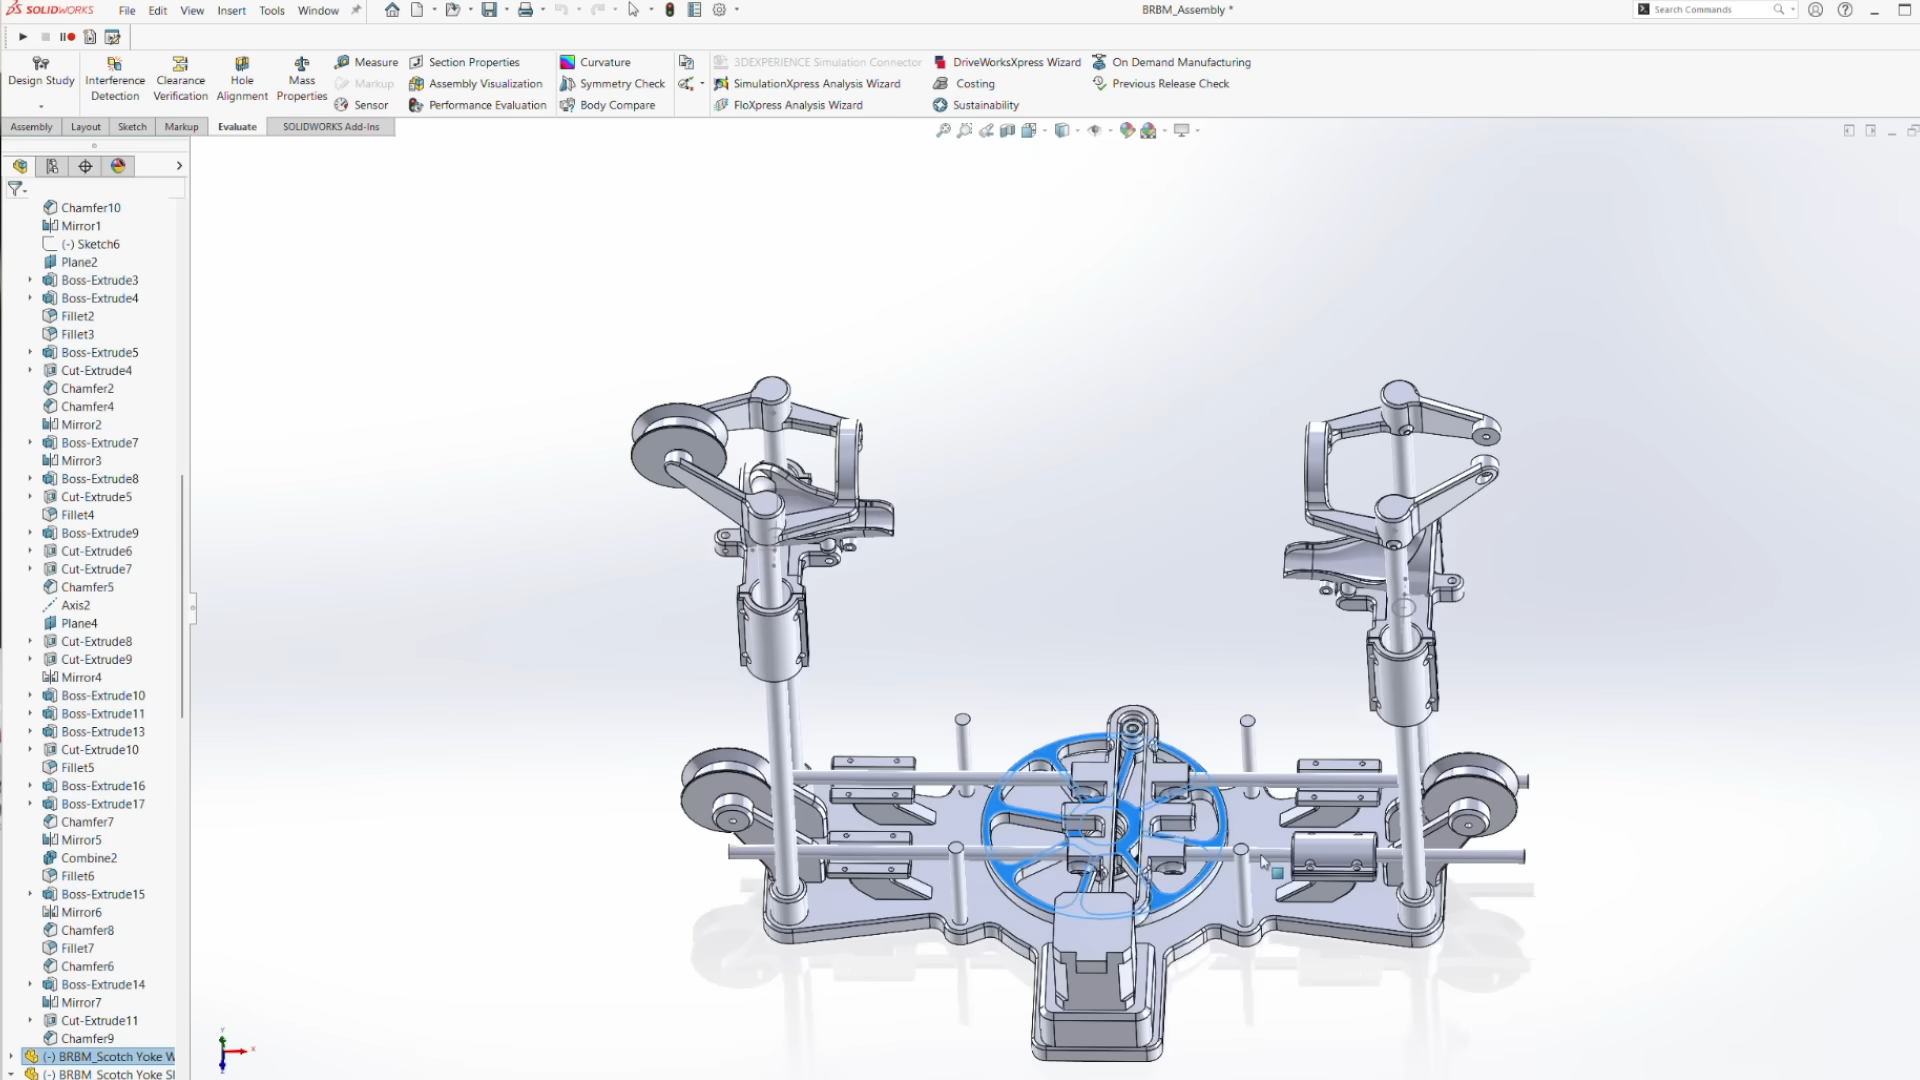 SOLIDWORKS File Edit View Insert Tools Window BRBM_Assembly * Search Commands
Design Study
Interference Detection
Clearance Verification
Hole Alignment
Mass Properties
Measure
Markup
Sensor
Section Properties
Assembly Visualization
Performance Evaluation
Curvature
Symmetry Check
Body Compare
3DEXPERIENCE Simulation Connector
SimulationXpress Analysis Wizard
FloXpress Analysis Wizard
DriveWorksXpress Wizard
Costing
Sustainability
On Demand Manufacturing
Previous Release Check
Assembly Layout Sketch Markup Evaluate SOLIDWORKS Add-Ins
Chamfer10
Mirror1
(-) Sketch6
Plane2
Boss-Extrude3
Boss-Extrude4
Fillet2
Fillet3
Boss-Extrude5
Cut-Extrude4
Chamfer2
Chamfer4
Mirror2
Boss-Extrude7
Mirror3
Boss-Extrude8
Cut-Extrude5
Fillet4
Boss-Extrude9
Cut-Extrude6
Cut-Extrude7
Chamfer5
Axis2
Plane4
Cut-Extrude8
Cut-Extrude9
Mirror4
Boss-Extrude10
Boss-Extrude11
Boss-Extrude13
Cut-Extrude10
Fillet5
Boss-Extrude16
Boss-Extrude17
Chamfer7
Mirror5
Combine2
Fillet6
Boss-Extrude15
Mirror6
Chamfer8
Fillet7
Chamfer6
Boss-Extrude14
Mirror7
Cut-Extrude11
Chamfer9
(-) BRBM_Scotch Yoke W
(-) BRBM_Scotch Yoke Sl